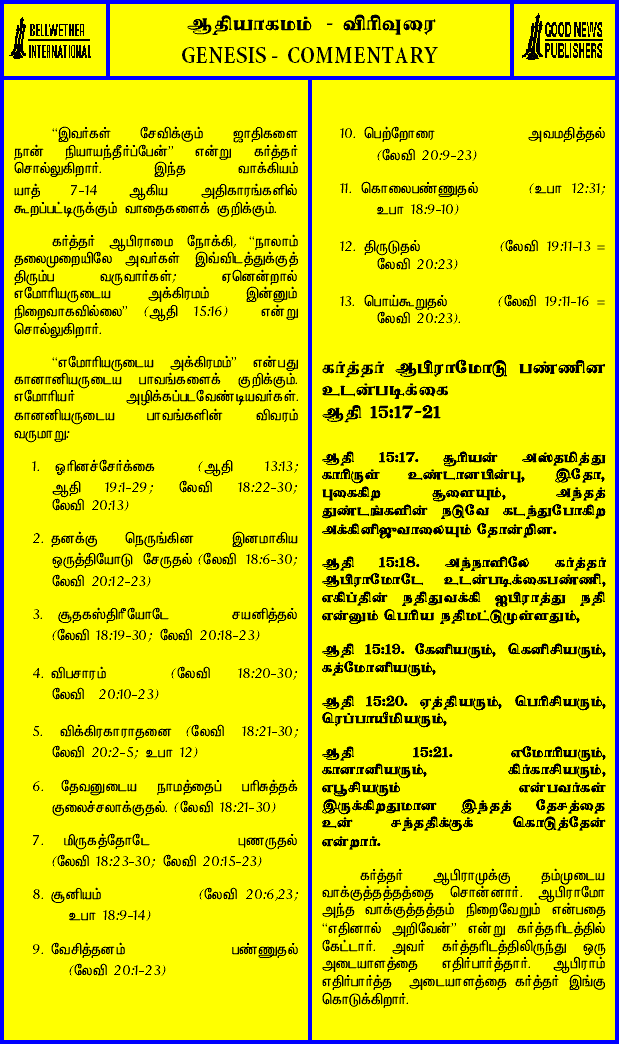 BELLWETHER
INTERNATIONAL
ஆதியாகமம் - விரிவுரை
GENESIS - COMMENTARY
GOOD NEWS
PUBLISHERS
“இவர்கள் சேவிக்கும் ஜாதிகளை
நான் நியாயந்தீர்ப்பேன்” என்று கர்த்தர்
சொல்லுகிறார். இந்த வாக்கியம்
யாத் 7-14 ஆகிய அதிகாரங்களில்
கூறப்பட்டிருக்கும் வாதைகளைக் குறிக்கும்.
கர்த்தர் ஆபிராமை நோக்கி, “நாலாம்
தலைமுறையிலே அவர்கள் இவ்விடத்துக்குத்
திரும்ப வருவார்கள்; ஏனென்றால்
எமோரியருடைய அக்கிரமம் இன்னும்
நிறைவாகவில்லை” (ஆதி 15:16) என்று
சொல்லுகிறார்.
“எமோரியருடைய அக்கிரமம்” என்பது
கானானியருடைய பாவங்களைக் குறிக்கும்.
எமோரியர் அழிக்கப்படவேண்டியவர்கள்.
கானனியருடைய பாவங்களின் விவரம்
வருமாறு:
1. ஓரினச்சேர்க்கை (ஆதி 13:13;
ஆதி 19:1-29; லேவி 18:22-30;
லேவி 20:13)
2. தனக்கு நெருங்கின இனமாகிய
ஒருத்தியோடு சேருதல் (லேவி 18:6-30;
லேவி 20:12-23)
3. சூதகஸ்திரீயோடே சயனித்தல்
(லேவி 18:19-30; லேவி 20:18-23)
4. விபசாரம் (லேவி 18:20-30;
லேவி 20:10-23)
5. விக்கிரகாராதனை (லேவி 18:21-30;
லேவி 20:2-5; உபா 12)
6. தேவனுடைய நாமத்தைப் பரிசுத்தக்
குலைச்சலாக்குதல். (லேவி 18:21-30)
7. மிருகத்தோடே புணருதல்
(லேவி 18:23-30; லேவி 20:15-23)
8. சூனியம் (லேவி 20:6,23;
உபா 18:9-14)
9. வேசித்தனம் பண்ணுதல்
(லேவி 20:1-23)
10. பெற்றோரை அவமதித்தல்
(லேவி 20:9-23)
11. கொலைபண்ணுதல் (உபா 12:31;
உபா 18:9-10)
12. திருடுதல் (லேவி 19:11-13 =
லேவி 20:23)
13. பொய்கூறுதல் (லேவி 19:11-16 =
லேவி 20:23).
கர்த்தர் ஆபிராமோடு பண்ணின
உடன்படிக்கை
ஆதி 15:17-21
ஆதி 15:17. சூரியன் அஸ்தமித்து
காரிருள் உண்டானபின்பு, இதோ,
புகைகிற சூளையும், அந்தத்
துண்டங்களின் நடுவே கடந்துபோகிற
அக்கினிஜுவாலையும் தோன்றின.
ஆதி 15:18. அந்நாளிலே கர்த்தர்
ஆபிராமோடே உடன்படிக்கைபண்ணி,
எகிப்தின் நதிதுவக்கி ஐபிராத்து நதி
என்னும் பெரிய நதிமட்டுமுள்ளதும்,
ஆதி 15:19. கேனியரும், கெனிசியரும்,
கத்மோனியரும்,
ஆதி 15:20. ஏத்தியரும், பெரிசியரும்,
ரெப்பாயீமியரும்,
ஆதி 15:21. எமோரியரும்,
கானானியரும், கிர்காசியரும்,
எபூசியரும் என்பவர்கள்
இருக்கிறதுமான இந்தத் தேசத்தை
உன் சந்ததிக்குக் கொடுத்தேன்
என்றார்.
கர்த்தர் ஆபிராமுக்கு தம்முடைய
வாக்குத்தத்தத்தை சொன்னார். ஆபிராமோ
அந்த வாக்குத்தத்தம் நிறைவேறும் என்பதை
“எதினால் அறிவேன்” என்று கர்த்தரிடத்தில்
கேட்டார். அவர் கர்த்தரிடத்திலிருந்து ஒரு
அடையாளத்தை எதிர்பார்த்தார். ஆபிராம்
எதிர்பார்த்த அடையாளத்தை கர்த்தர் இங்கு
கொடுக்கிறார்.